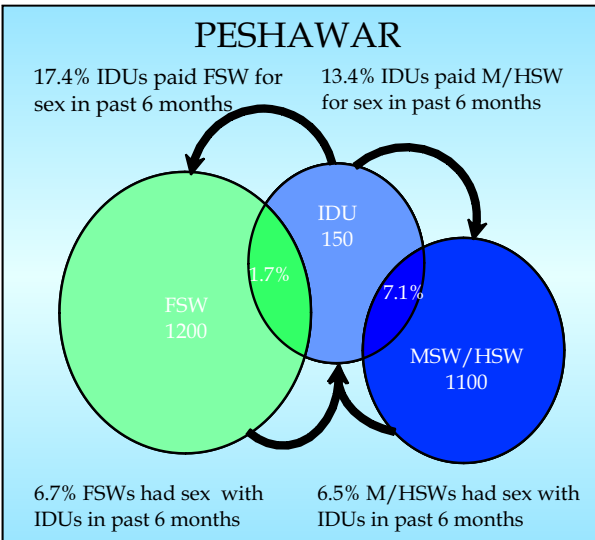 PESHAWAR
17.4% IDUs paid FSW for
sex in past 6 months
13.4% IDUs paid M/HSW
for sex in past 6 months
IDU
150
1.7%
7.1%
FSW
1200
MSW/HSW
1100
6.7% FSWs had sex with
IDUs in past 6 months
6.5% M/HSWs had sex with
IDUs in past 6 months